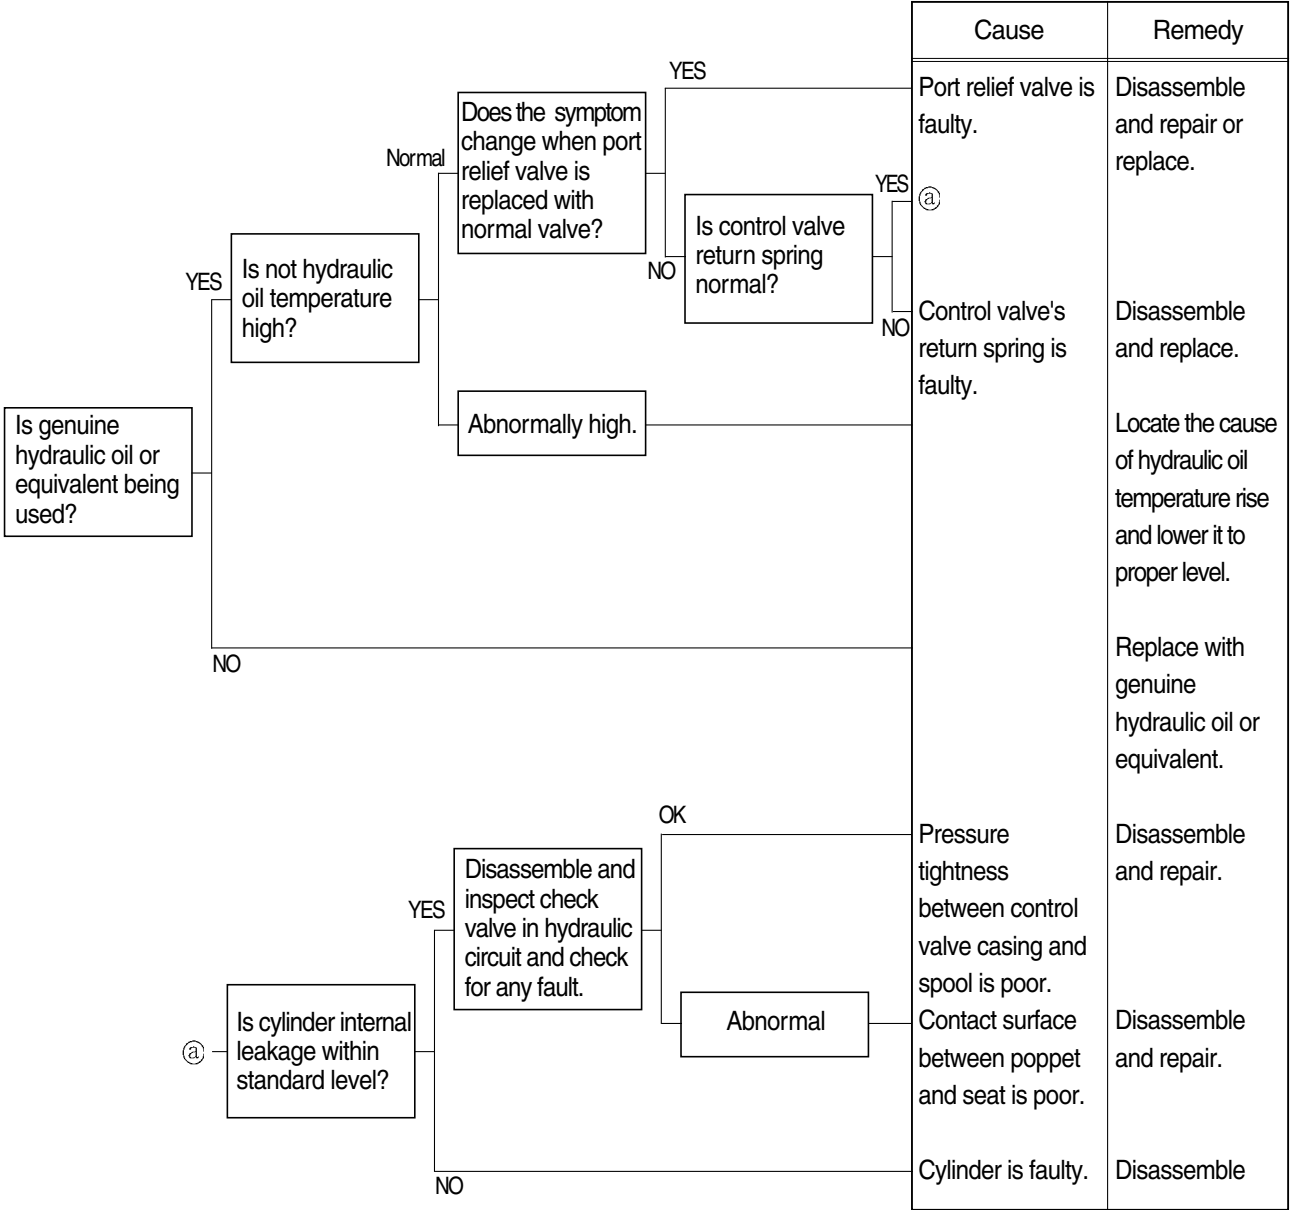 Cause
Remedy
YES
Port relief valve is
faulty.
Disassemble
and repair or
replace.
Does the symptom
change when port
relief valve is
replaced with
normal valve?
Normal
YES
ⓐ
Is control valve
return spring
normal?
NO
NO
Control valve's
return spring is
faulty.
Disassemble
and replace.
YES
Is not hydraulic
oil temperature
high?
Abnormally high.
Locate the cause
of hydraulic oil
temperature rise
and lower it to
proper level.
Is genuine
hydraulic oil or
equivalent being
used?
NO
Replace with
genuine
hydraulic oil or
equivalent.
OK
Pressure
tightness
between control
valve casing and
spool is poor.
Disassemble
and repair.
YES
Disassemble and
inspect check
valve in hydraulic
circuit and check
for any fault.
Abnormal
Contact surface
between poppet
and seat is poor.
Disassemble
and repair.
ⓐ
Is cylinder internal
leakage within
standard level?
NO
Cylinder is faulty.
Disassemble